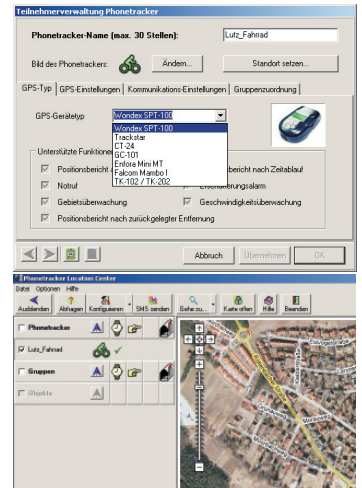 Teilnehmerverwaltung Phonetracker
Phonetracker-Name (max. 30 Stellen):
Lutz_Fahrrad
Bild des Phonetrackers:
Ändern...
Standort setzen...
GPS-Typ
GPS-Einstellungen
Kommunikations-Einstellungen
Gruppenzuordnung
GPS-Gerätetyp
Wondex SPT-100
Wondex SPT-100
Trackstar
CT-24
GC-101
Enfora Mini MT
Falcom Mambo I
TK-102 / TK-202
Unterstützte Funktionen
Positionsbericht
bericht nach Zeitablauf
Notruf
Erschütterungsalarm
Gebietsüberwachung
Geschwindigkeitsüberwachung
Positionsbericht nach zurückgelegter Entfernung
Abbruch
Übernehmen
OK
Phonetracker Location Center
Datei Optionen Hilfe
Ausblenden
Abfragen
Konfigurieren
SMS senden
Gehe zu...
Karte öffnen
Hilfe
Beenden
Phonetracker
Lutz_Fahrrad
Gruppen
Objekte